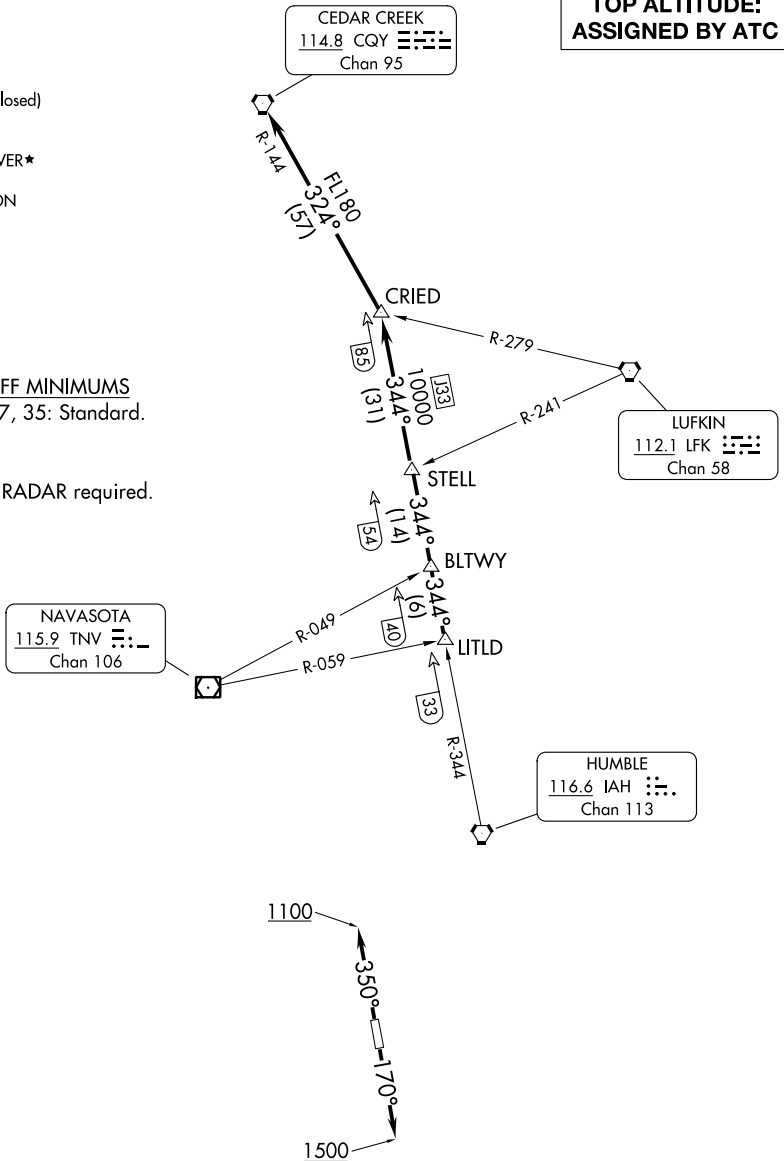 TOP ALTITUDE:
ASSIGNED BY ATC
CEDAR CREEK
114.8 CQY
Chan 95
losed)
VER★
ON
R-144
FL180
324°
(57)
CRIED
R-279
85
J33
10000
344°
(31)
R-241
FF MINIMUMS
7, 35: Standard.
LUFKIN
112.1 LFK
Chan 58
STELL
RADAR required.
54
344°
(14)
BLTWY
NAVASOTA
115.9 TNV
Chan 106
R-049
40
344°
(6)
LITLD
R-059
33
R-344
HUMBLE
116.6 IAH
Chan 113
1100
350°
170°
1500